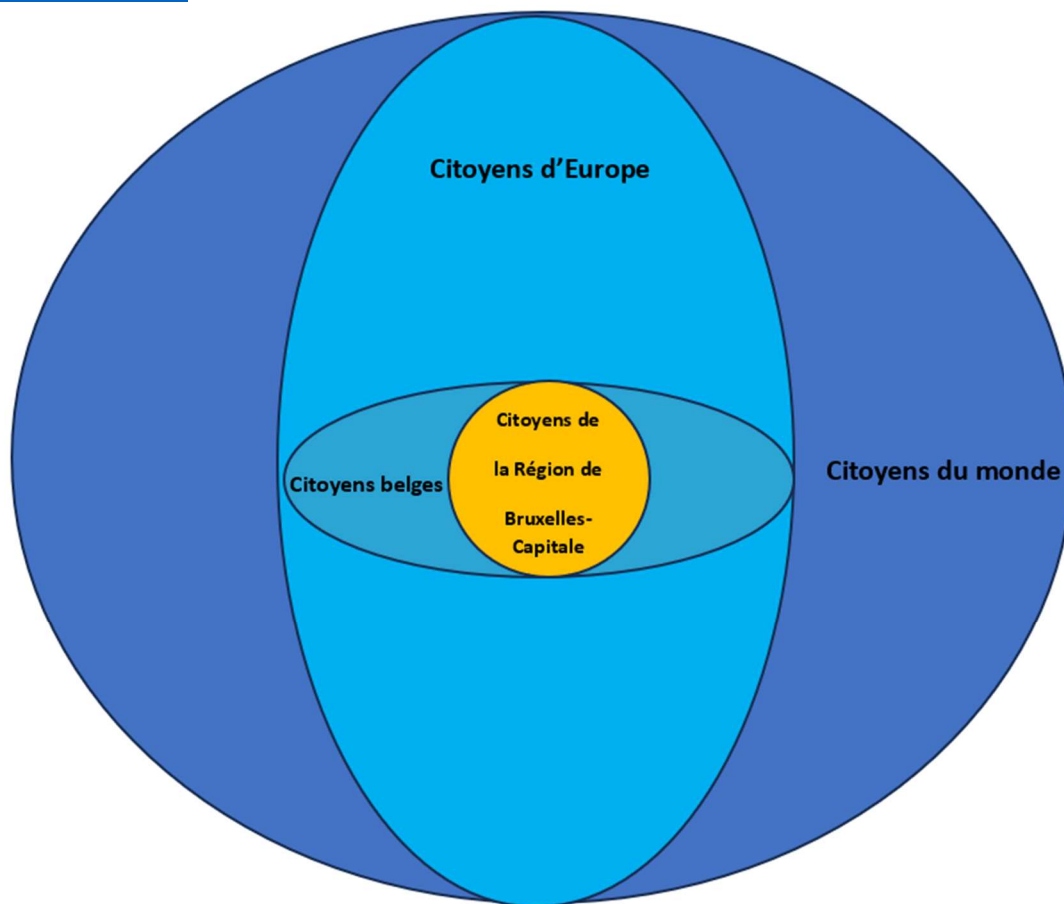 Citoyens d’Europe
Citoyens de
la Région de
Bruxelles-
Capitale
Citoyens belges
Citoyens du monde